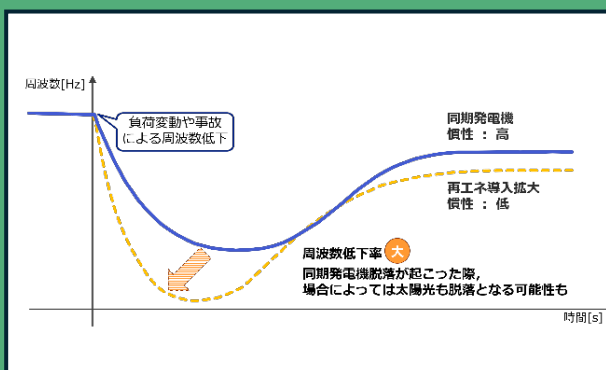 周波数[Hz]
負荷変動や事故
による周波数低下
同期発電機
慣性 : 高
再エネ導入拡大
慣性 : 低
周波数低下率 大
同期発電機脱落が起こった際,
場合によっては太陽光も脱落となる可能性も
時間[s]